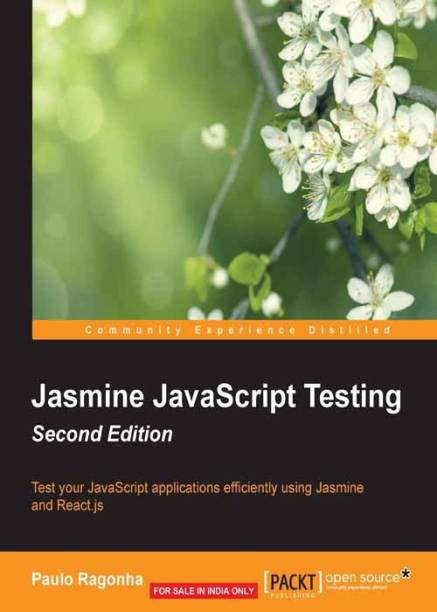 Community Experience Distilled
Jasmine JavaScript Testing
Second Edition
Test your JavaScript applications efficiently using Jasmine
and React.js
Paulo Ragonha
FOR SALE IN INDIA ONLY
[PACKT]
PUBLISHING
open source*
community experience distilled